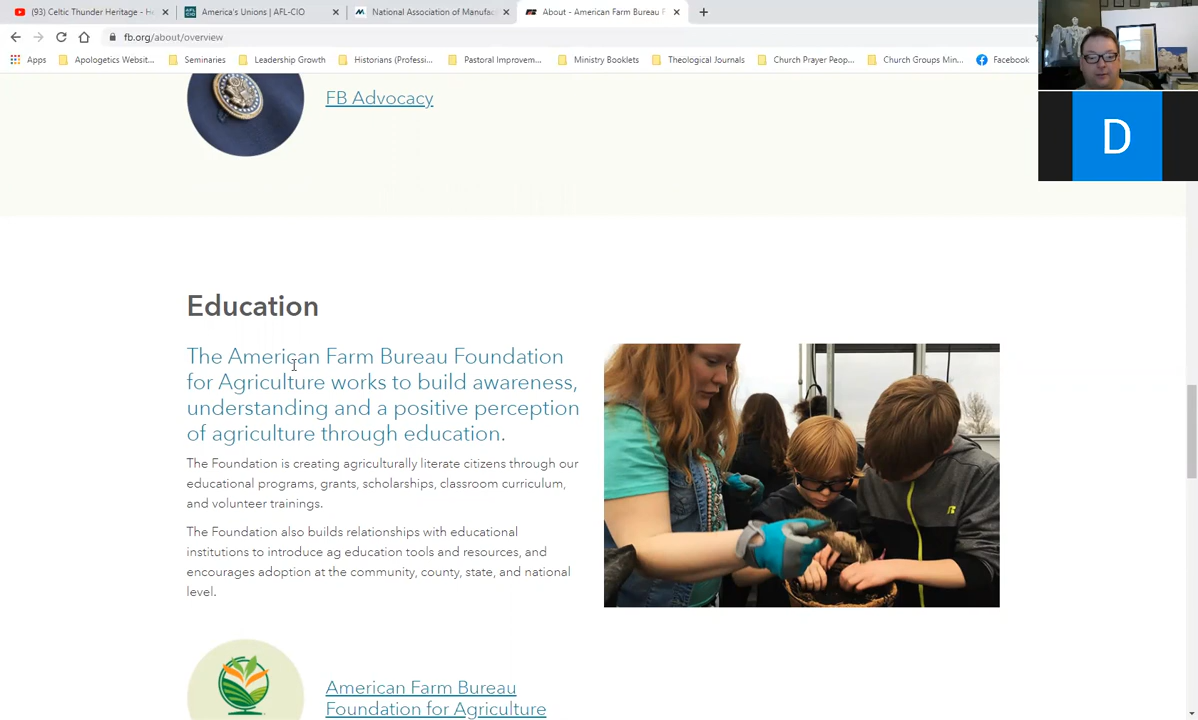 (93) Celtic Thunder Heritage - H
America's Unions | AFL-CIO
National Association of Manufac
About - American Farm Bureau F
fb.org/about/overview
Apps
Apologetics Websit...
Seminaries
Leadership Growth
Historians (Professi...
Pastoral Improvem...
Ministry Booklets
Theological Journals
Church Prayer Peop...
Church Groups Min...
Facebook
D
FB Advocacy
Education
The American Farm Bureau Foundation
for Agriculture works to build awareness,
understanding and a positive perception
of agriculture through education.
The Foundation is creating agriculturally literate citizens through our
educational programs, grants, scholarships, classroom curriculum,
and volunteer trainings.
The Foundation also builds relationships with educational
institutions to introduce ag education tools and resources, and
encourages adoption at the community, county, state, and national
level.
American Farm Bureau
Foundation for Agriculture